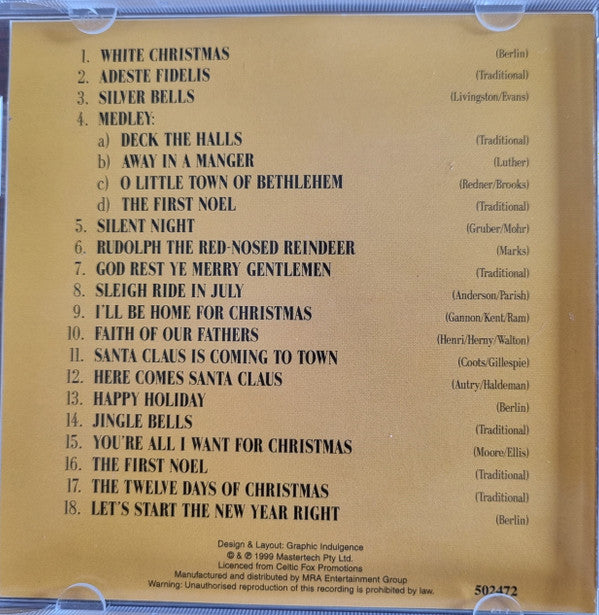 1. WHITE CHRISTMAS (Berlin)
2. ADESTE FIDELIS (Traditional)
3. SILVER BELLS (Livingston/Evans)
4. MEDLEY:
a) DECK THE HALLS (Traditional)
b) AWAY IN A MANGER (Luther)
c) O LITTLE TOWN OF BETHLEHEM (Redner/Brooks)
d) THE FIRST NOEL (Traditional)
5. SILENT NIGHT (Gruber/Mohr)
6. RUDOLPH THE RED-NOSED REINDEER (Marks)
7. GOD REST YE MERRY GENTLEMEN (Traditional)
8. SLEIGH RIDE IN JULY (Anderson/Parish)
9. I'LL BE HOME FOR CHRISTMAS (Gannon/Kent/Ram)
10. FAITH OF OUR FATHERS (Henri/Herny/Walton)
11. SANTA CLAUS IS COMING TO TOWN (Coots/Gillespie)
12. HERE COMES SANTA CLAUS (Autry/Haldeman)
13. HAPPY HOLIDAY (Berlin)
14. JINGLE BELLS (Traditional)
15. YOU'RE ALL I WANT FOR CHRISTMAS (Moore/Ellis)
16. THE FIRST NOEL (Traditional)
17. THE TWELVE DAYS OF CHRISTMAS (Traditional)
18. LET'S START THE NEW YEAR RIGHT (Berlin)
Design & Layout: Graphic Indulgence
© & ℗ 1999 Mastertech Pty Ltd.
Licenced from Celtic Fox Promotions
Manufactured and distributed by MRA Entertainment Group
Warning: Unauthorised reproduction of this recording is prohibited by law. 502472